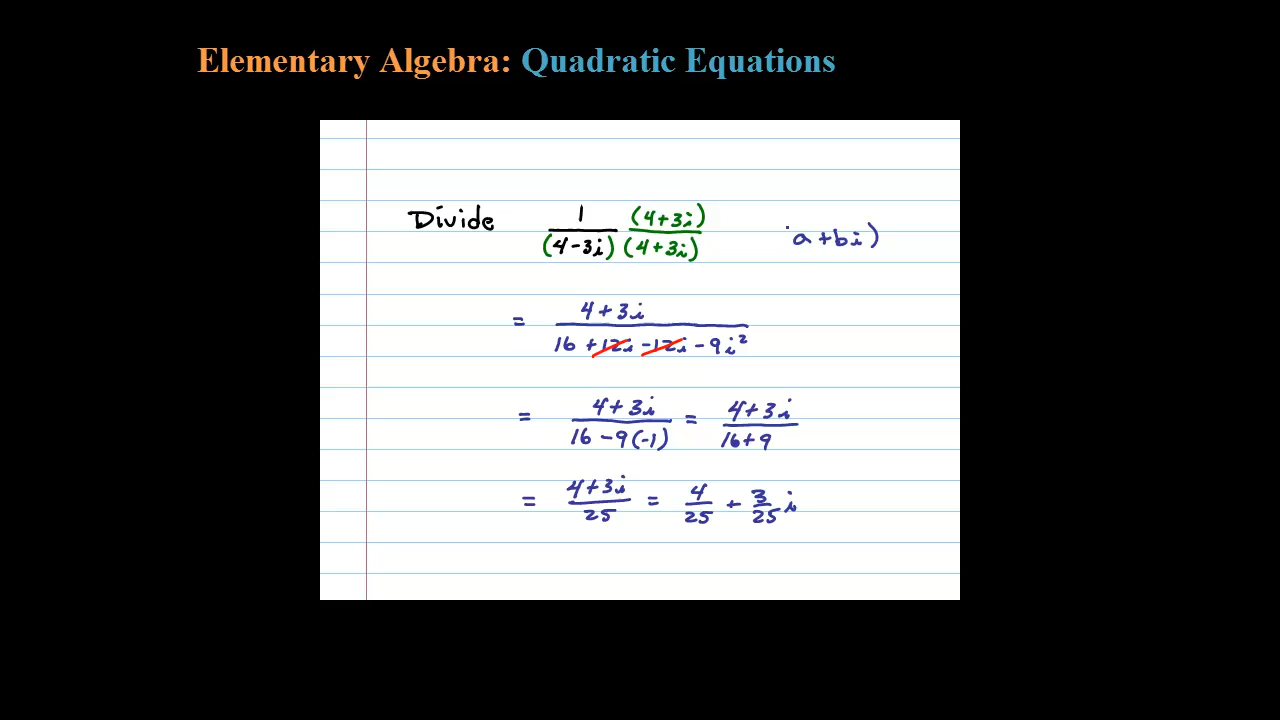 Elementary Algebra: Quadratic Equations
Divide 1/(4-3i) (4+3i)/(4+3i) a+bi)
= 4+3i/16+12i-12i-9i²
= 4+3i/16-9(-1) = 4+3i/16+9
= 4+3i/25 = 4/25 + 3/25 i